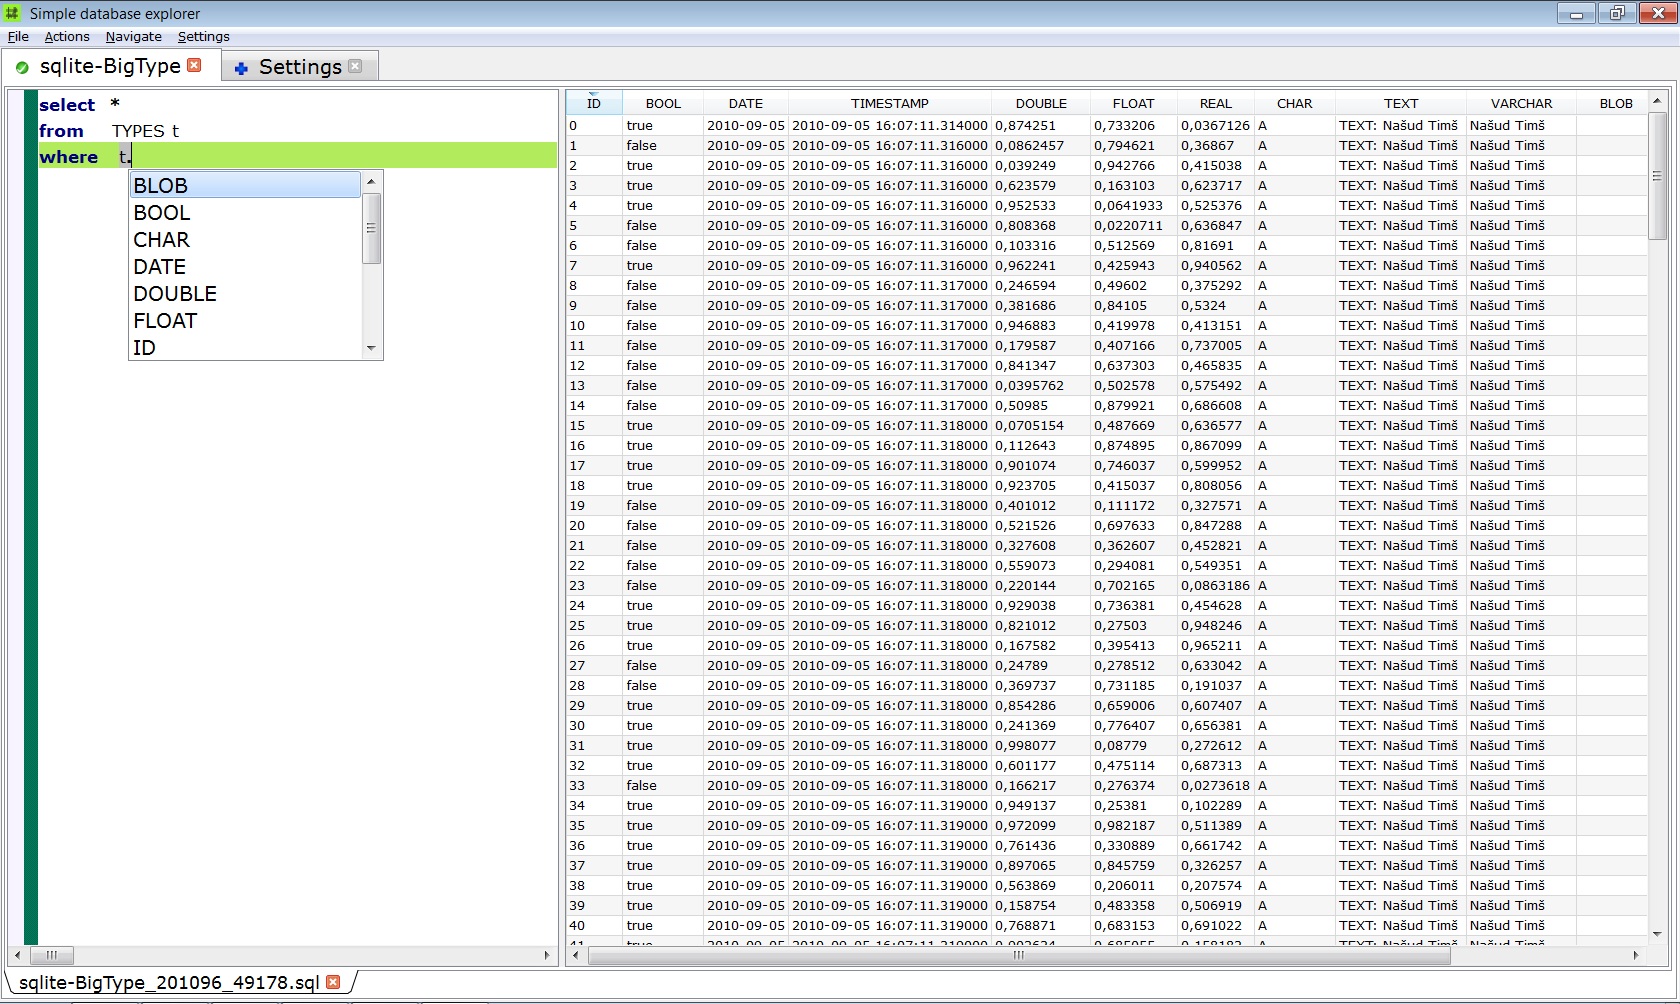 Simple database explorer
File Actions Navigate Settings
sqlite-BigType Settings
select *
from TYPES t
where t.
BLOB
BOOL
CHAR
DATE
DOUBLE
FLOAT
ID
ID BOOL DATE TIMESTAMP DOUBLE FLOAT REAL CHAR TEXT VARCHAR BLOB
0 true 2010-09-05 2010-09-05 16:07:11.314000 0,874251 0,733206 0,0367126 A TEXT: Našud Timš Našud Timš
1 false 2010-09-05 2010-09-05 16:07:11.316000 0,0862457 0,794621 0,36867 A TEXT: Našud Timš Našud Timš
2 true 2010-09-05 2010-09-05 16:07:11.316000 0,039249 0,942766 0,415038 A TEXT: Našud Timš Našud Timš
3 true 2010-09-05 2010-09-05 16:07:11.316000 0,623579 0,163103 0,623717 A TEXT: Našud Timš Našud Timš
4 true 2010-09-05 2010-09-05 16:07:11.316000 0,952533 0,0641933 0,525376 A TEXT: Našud Timš Našud Timš
5 false 2010-09-05 2010-09-05 16:07:11.316000 0,808368 0,0220711 0,636847 A TEXT: Našud Timš Našud Timš
6 false 2010-09-05 2010-09-05 16:07:11.316000 0,103316 0,512569 0,81691 A TEXT: Našud Timš Našud Timš
7 true 2010-09-05 2010-09-05 16:07:11.316000 0,962241 0,425943 0,940562 A TEXT: Našud Timš Našud Timš
8 false 2010-09-05 2010-09-05 16:07:11.317000 0,246594 0,49602 0,375292 A TEXT: Našud Timš Našud Timš
9 false 2010-09-05 2010-09-05 16:07:11.317000 0,381686 0,84105 0,5324 A TEXT: Našud Timš Našud Timš
10 false 2010-09-05 2010-09-05 16:07:11.317000 0,946883 0,419978 0,413151 A TEXT: Našud Timš Našud Timš
11 false 2010-09-05 2010-09-05 16:07:11.317000 0,179587 0,407166 0,737005 A TEXT: Našud Timš Našud Timš
12 false 2010-09-05 2010-09-05 16:07:11.317000 0,841347 0,637303 0,465835 A TEXT: Našud Timš Našud Timš
13 false 2010-09-05 2010-09-05 16:07:11.317000 0,0395762 0,502578 0,575492 A TEXT: Našud Timš Našud Timš
14 false 2010-09-05 2010-09-05 16:07:11.317000 0,50985 0,879921 0,686608 A TEXT: Našud Timš Našud Timš
15 true 2010-09-05 2010-09-05 16:07:11.318000 0,0705154 0,487669 0,636577 A TEXT: Našud Timš Našud Timš
16 true 2010-09-05 2010-09-05 16:07:11.318000 0,112643 0,874895 0,867099 A TEXT: Našud Timš Našud Timš
17 true 2010-09-05 2010-09-05 16:07:11.318000 0,901074 0,746037 0,599952 A TEXT: Našud Timš Našud Timš
18 true 2010-09-05 2010-09-05 16:07:11.318000 0,923705 0,415037 0,808056 A TEXT: Našud Timš Našud Timš
19 false 2010-09-05 2010-09-05 16:07:11.318000 0,401012 0,111172 0,327571 A TEXT: Našud Timš Našud Timš
20 false 2010-09-05 2010-09-05 16:07:11.318000 0,521526 0,697633 0,847288 A TEXT: Našud Timš Našud Timš
21 false 2010-09-05 2010-09-05 16:07:11.318000 0,327608 0,362607 0,452821 A TEXT: Našud Timš Našud Timš
22 false 2010-09-05 2010-09-05 16:07:11.318000 0,559073 0,294081 0,549351 A TEXT: Našud Timš Našud Timš
23 false 2010-09-05 2010-09-05 16:07:11.318000 0,220144 0,702165 0,0863186 A TEXT: Našud Timš Našud Timš
24 true 2010-09-05 2010-09-05 16:07:11.318000 0,929038 0,736381 0,454628 A TEXT: Našud Timš Našud Timš
25 true 2010-09-05 2010-09-05 16:07:11.318000 0,821012 0,27503 0,948246 A TEXT: Našud Timš Našud Timš
26 true 2010-09-05 2010-09-05 16:07:11.318000 0,167582 0,395413 0,965211 A TEXT: Našud Timš Našud Timš
27 false 2010-09-05 2010-09-05 16:07:11.318000 0,24789 0,278512 0,633042 A TEXT: Našud Timš Našud Timš
28 false 2010-09-05 2010-09-05 16:07:11.318000 0,369737 0,731185 0,191037 A TEXT: Našud Timš Našud Timš
29 true 2010-09-05 2010-09-05 16:07:11.318000 0,854286 0,659006 0,607407 A TEXT: Našud Timš Našud Timš
30 true 2010-09-05 2010-09-05 16:07:11.318000 0,241369 0,776407 0,656381 A TEXT: Našud Timš Našud Timš
31 true 2010-09-05 2010-09-05 16:07:11.318000 0,998077 0,08779 0,272612 A TEXT: Našud Timš Našud Timš
32 true 2010-09-05 2010-09-05 16:07:11.318000 0,601177 0,475114 0,687313 A TEXT: Našud Timš Našud Timš
33 false 2010-09-05 2010-09-05 16:07:11.318000 0,166217 0,276374 0,0273618 A TEXT: Našud Timš Našud Timš
34 true 2010-09-05 2010-09-05 16:07:11.319000 0,949137 0,25381 0,102289 A TEXT: Našud Timš Našud Timš
35 true 2010-09-05 2010-09-05 16:07:11.319000 0,972099 0,982187 0,511389 A TEXT: Našud Timš Našud Timš
36 true 2010-09-05 2010-09-05 16:07:11.319000 0,761436 0,330889 0,661742 A TEXT: Našud Timš Našud Timš
37 true 2010-09-05 2010-09-05 16:07:11.319000 0,897065 0,845759 0,326257 A TEXT: Našud Timš Našud Timš
38 true 2010-09-05 2010-09-05 16:07:11.319000 0,563869 0,206011 0,207574 A TEXT: Našud Timš Našud Timš
39 true 2010-09-05 2010-09-05 16:07:11.319000 0,158754 0,483358 0,506919 A TEXT: Našud Timš Našud Timš
40 true 2010-09-05 2010-09-05 16:07:11.319000 0,768871 0,683153 0,691022 A TEXT: Našud Timš Našud Timš
sqlite-BigType_201096_49178.sql